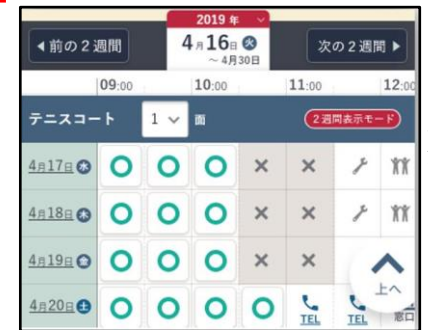 2019 年
◀前の2週間
4月16日 水
～ 4月30日
次の2週間▶
09:00 10:00 11:00 12:00
テニスコート 1 面 2週間表示モード
4月17日 水
4月18日 木
4月19日 金
4月20日 土 TEL TEL 窓口
上へ